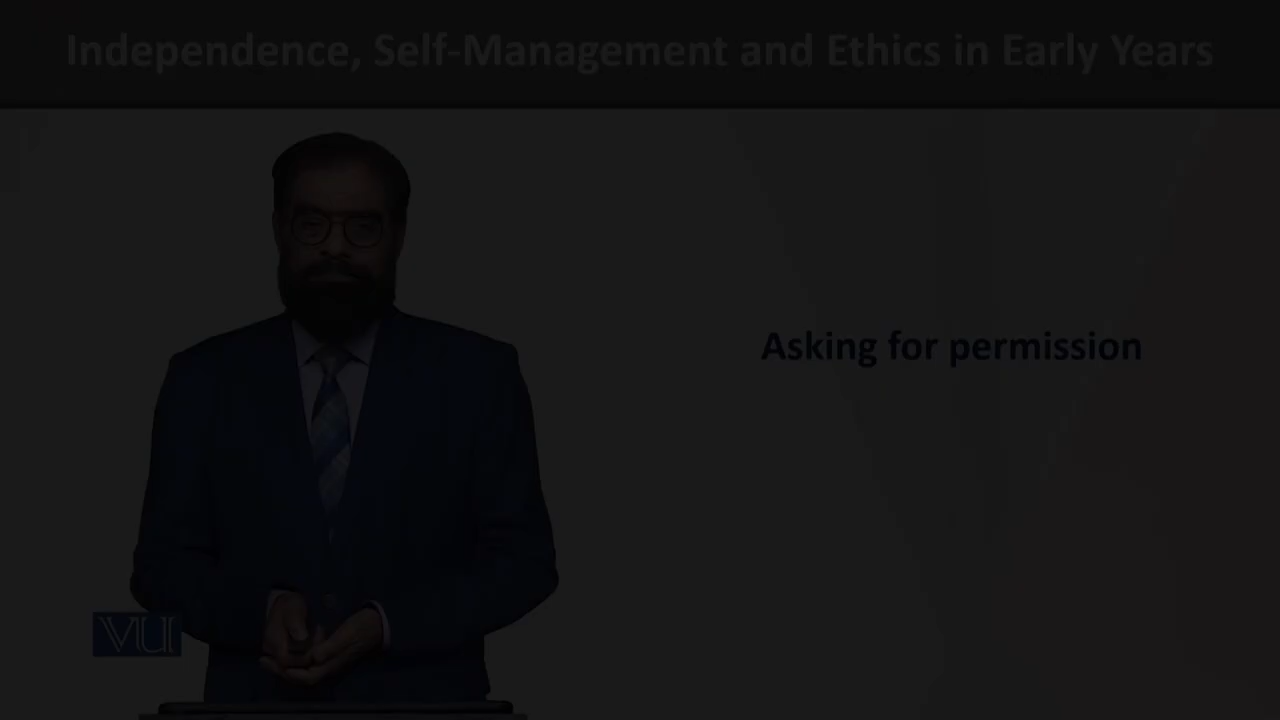 Independence, Self-Management and Ethics in Early Years
Asking for permission
VU